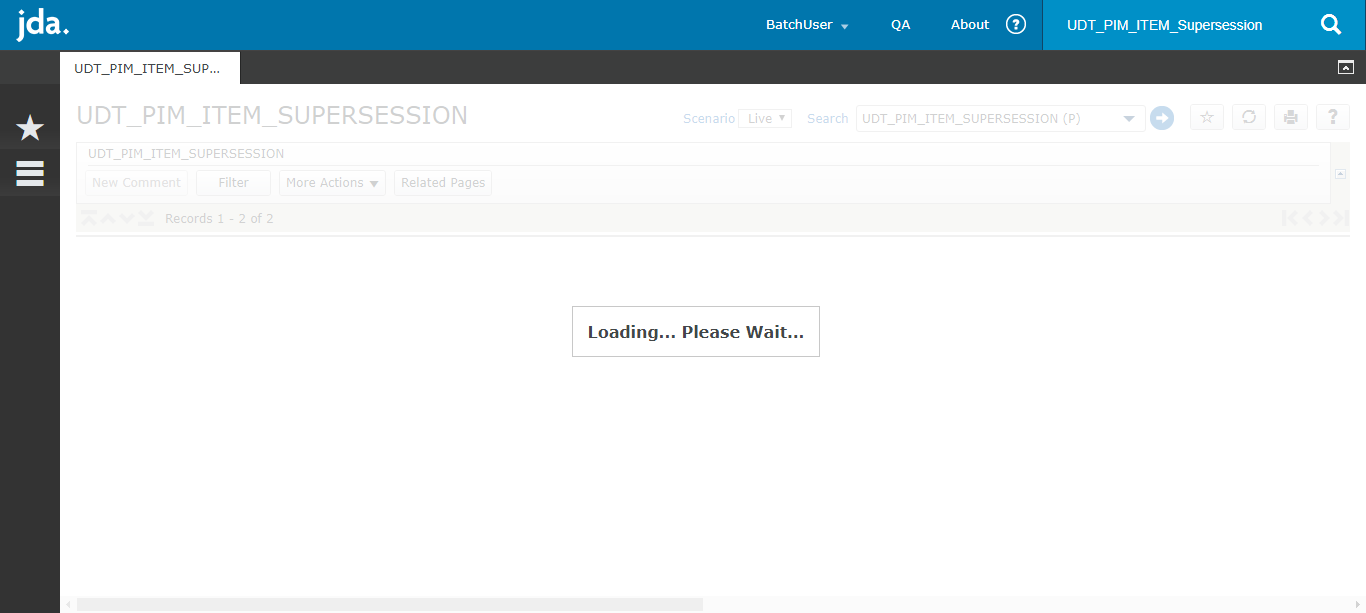 jda.
BatchUser
QA
About
?
UDT_PIM_ITEM_Supersession
UDT_PIM_ITEM_SUP...
UDT_PIM_ITEM_SUPERSESSION
Scenario
Live
Search
UDT_PIM_ITEM_SUPERSESSION (P)
?
UDT_PIM_ITEM_SUPERSESSION
New Comment
Filter
More Actions
Related Pages
Records 1 - 2 of 2
Loading... Please Wait...